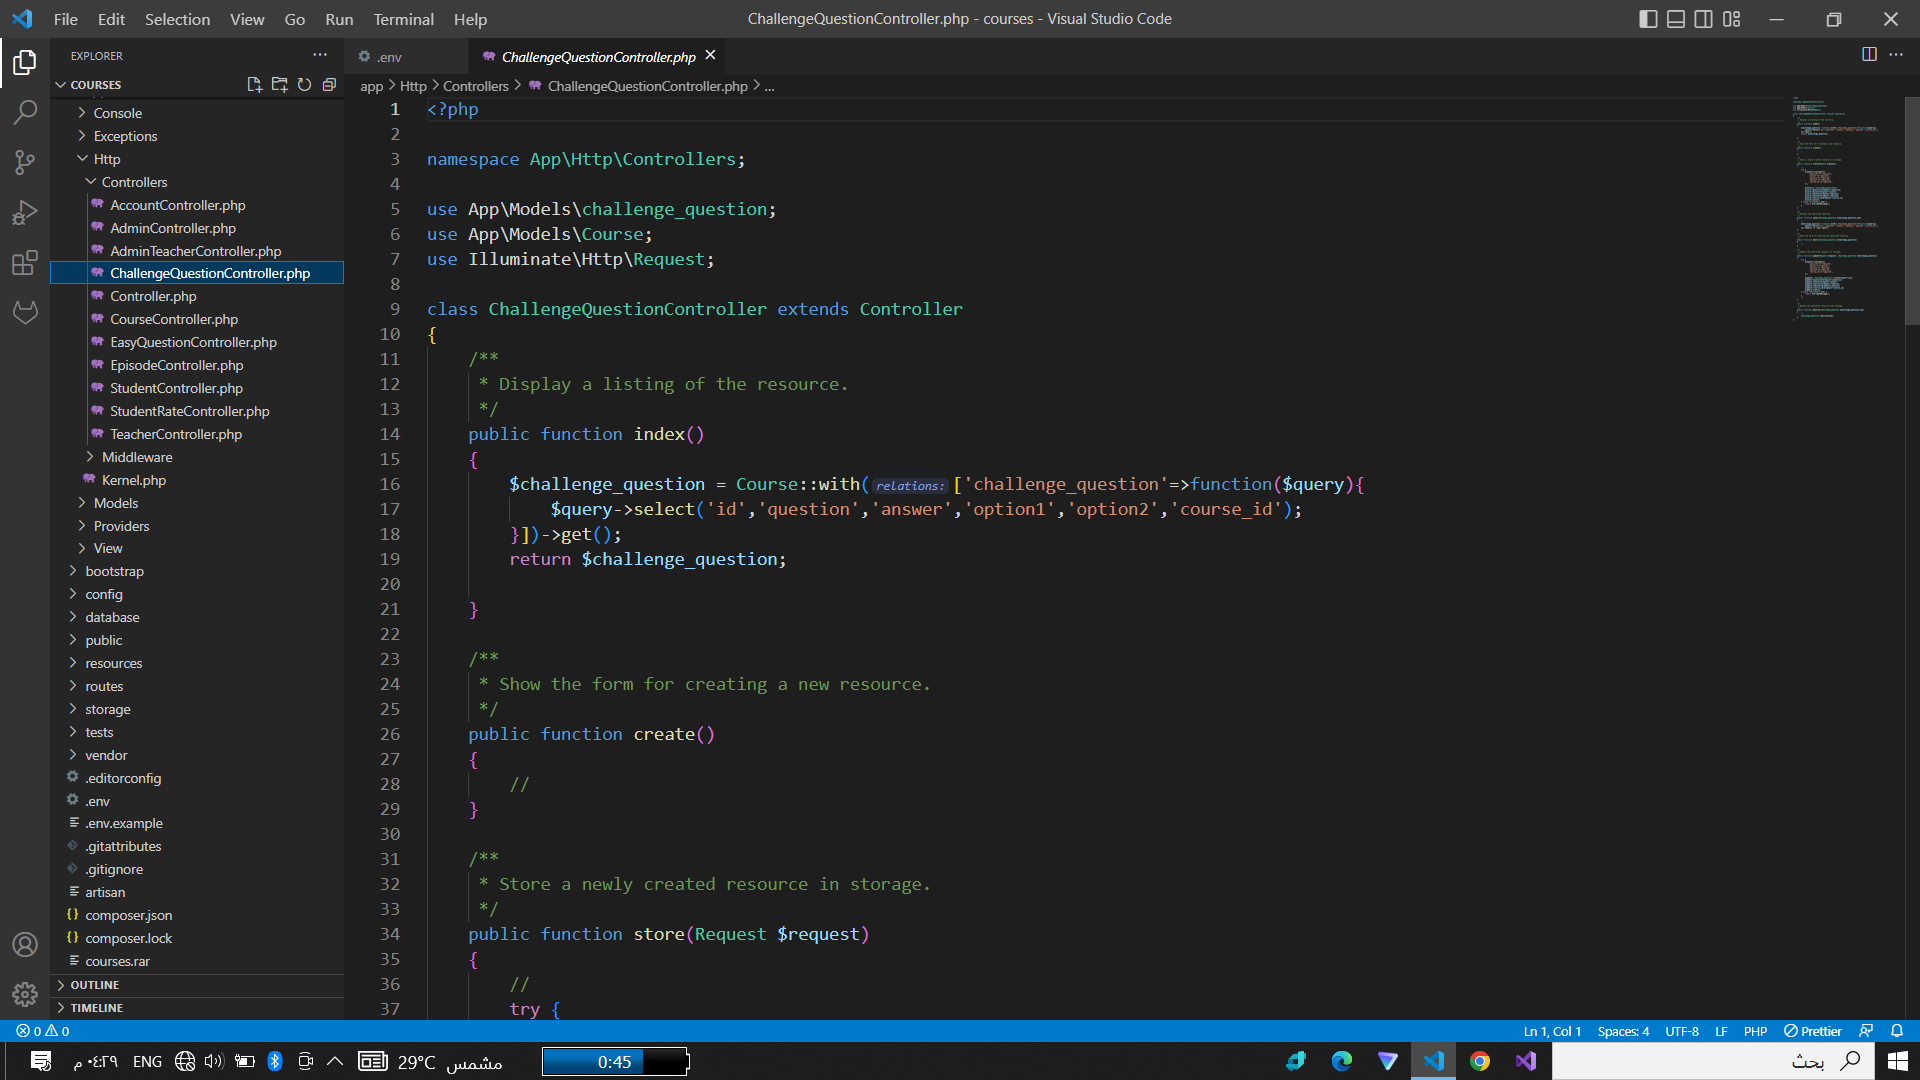 File Edit Selection View Go Run Terminal Help
ChallengeQuestionController.php - courses - Visual Studio Code
EXPLORER
COURSES
Console
Exceptions
Http
Controllers
AccountController.php
AdminController.php
AdminTeacherController.php
ChallengeQuestionController.php
Controller.php
CourseController.php
EasyQuestionController.php
EpisodeController.php
StudentController.php
StudentRateController.php
TeacherController.php
Middleware
Kernel.php
Models
Providers
View
bootstrap
config
database
public
resources
routes
storage
tests
vendor
.editorconfig
.env
.env.example
.gitattributes
.gitignore
artisan
composer.json
composer.lock
courses.rar
OUTLINE
TIMELINE
.env
ChallengeQuestionController.php
app > Http > Controllers > ChallengeQuestionController.php > ...
1 <?php
2
3 namespace App\Http\Controllers;
4
5 use App\Models\challenge_question;
6 use App\Models\Course;
7 use Illuminate\Http\Request;
8
9 class ChallengeQuestionController extends Controller
10 {
11 /**
12 * Display a listing of the resource.
13 */
14 public function index()
15 {
16 $challenge_question = Course::with(relations: ['challenge_question'=>function($query){
17 $query->select('id','question','answer','option1','option2','course_id');
18 }])->get();
19 return $challenge_question;
20
21 }
22
23 /**
24 * Show the form for creating a new resource.
25 */
26 public function create()
27 {
28 //
29 }
30
31 /**
32 * Store a newly created resource in storage.
33 */
34 public function store(Request $request)
35 {
36 //
37 try {
0 0
Ln 1, Col 1 Spaces: 4 UTF-8 LF PHP Prettier
٠٤:٢٩ م ENG 29°C مشمس 0:45 بحث